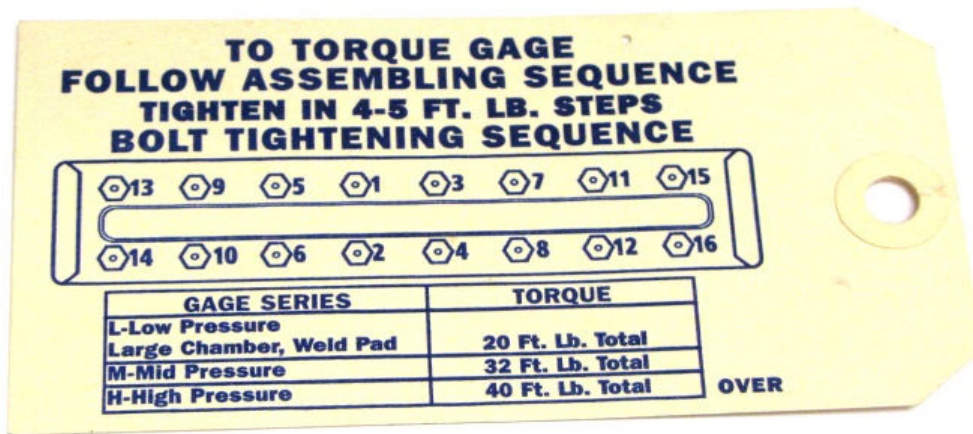 TO TORQUE GAGE
FOLLOW ASSEMBLING SEQUENCE
TIGHTEN IN 4-5 FT. LB. STEPS
BOLT TIGHTENING SEQUENCE
13 9 5 1 3 7 11 15
14 10 6 2 4 8 12 16
GAGE SERIES TORQUE
L-Low Pressure
Large Chamber, Weld Pad 20 Ft. Lb. Total
M-Mid Pressure 32 Ft. Lb. Total
H-High Pressure 40 Ft. Lb. Total
OVER